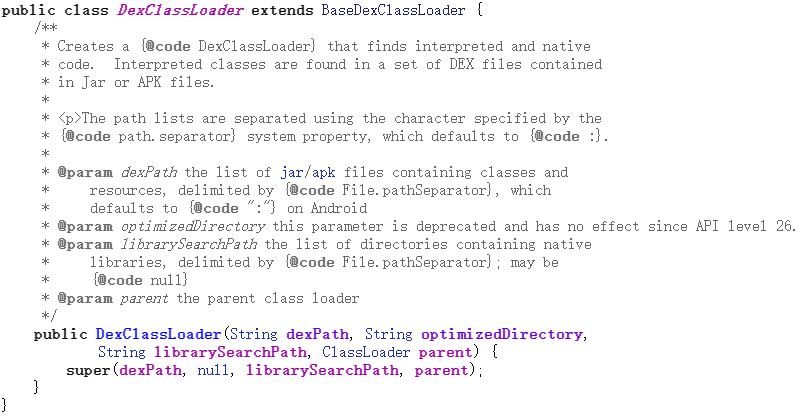 public class DexClassLoader extends BaseDexClassLoader {
/**
* Creates a {@code DexClassLoader} that finds interpreted and native
* code.  Interpreted classes are found in a set of DEX files contained
* in Jar or APK files.
*
* <p>The path lists are separated using the character specified by the
* {@code path.separator} system property, which defaults to {@code :}.
*
* @param dexPath the list of jar/apk files containing classes and
*     resources, delimited by {@code File.pathSeparator}, which
*     defaults to {@code ":"} on Android
* @param optimizedDirectory this parameter is deprecated and has no effect since API level 26.
* @param librarySearchPath the list of directories containing native
*     libraries, delimited by {@code File.pathSeparator}; may be
*     {@code null}
* @param parent the parent class loader
*/
public DexClassLoader(String dexPath, String optimizedDirectory,
String librarySearchPath, ClassLoader parent) {
super(dexPath, null, librarySearchPath, parent);
}
}